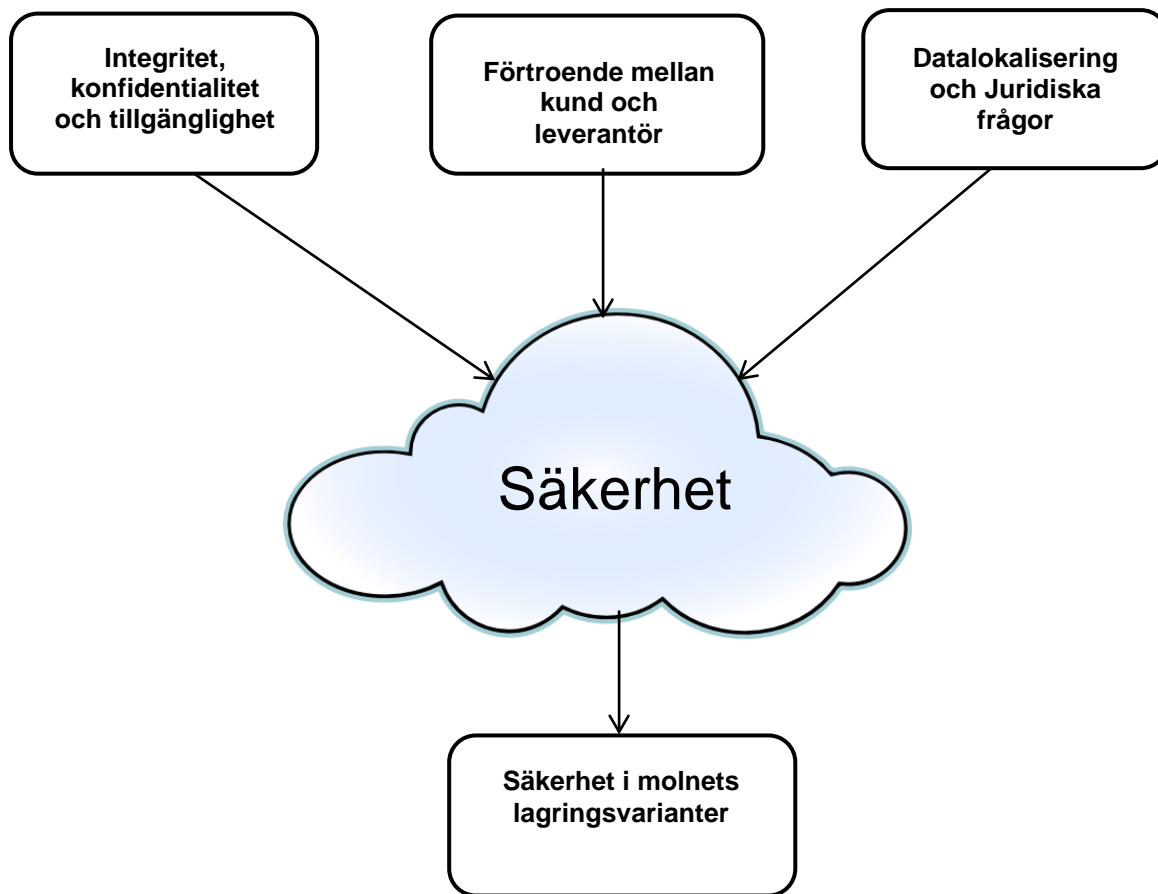 Integritet,
konfidentialitet
och tillgänglighet
Förtroende mellan
kund och
leverantör
Datalokalisering
och Juridiska
frågor
Säkerhet
Säkerhet i molnets
lagringsvarianter